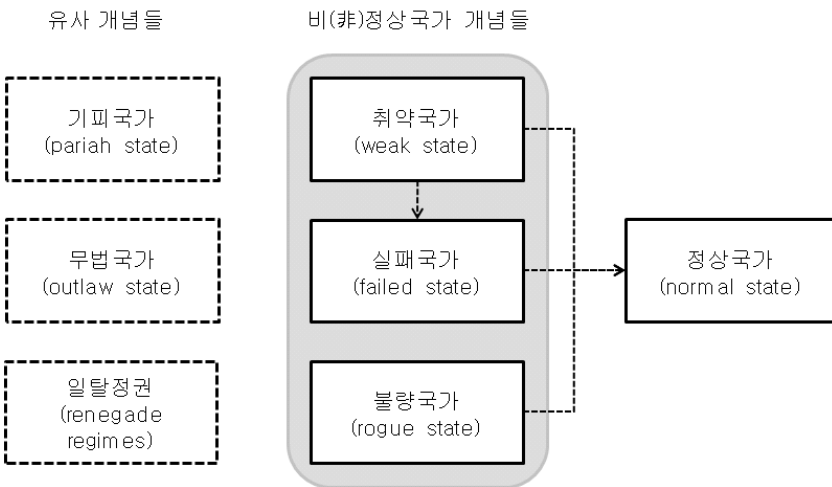 유사 개념들
비(非)정상국가 개념들
기피국가
(pariah state)
취약국가
(weak state)
무법국가
(outlaw state)
실패국가
(failed state)
정상국가
(normal state)
일탈정권
(renegade
regimes)
불량국가
(rogue state)